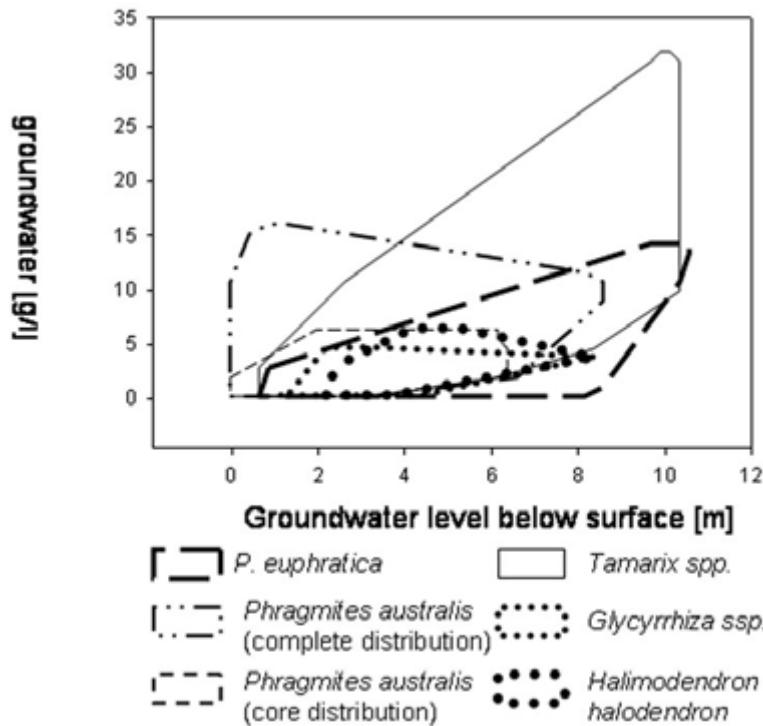 groundwater [g/l]
35
30
25
20
15
10
5
0
0 2 4 6 8 10 12
Groundwater level below surface [m]
P. euphratica
Tamarix spp.
Phragmites australis
(complete distribution)
Glycyrrhiza ssp.
Phragmites australis
(core distribution)
Halimodendron
halodendron